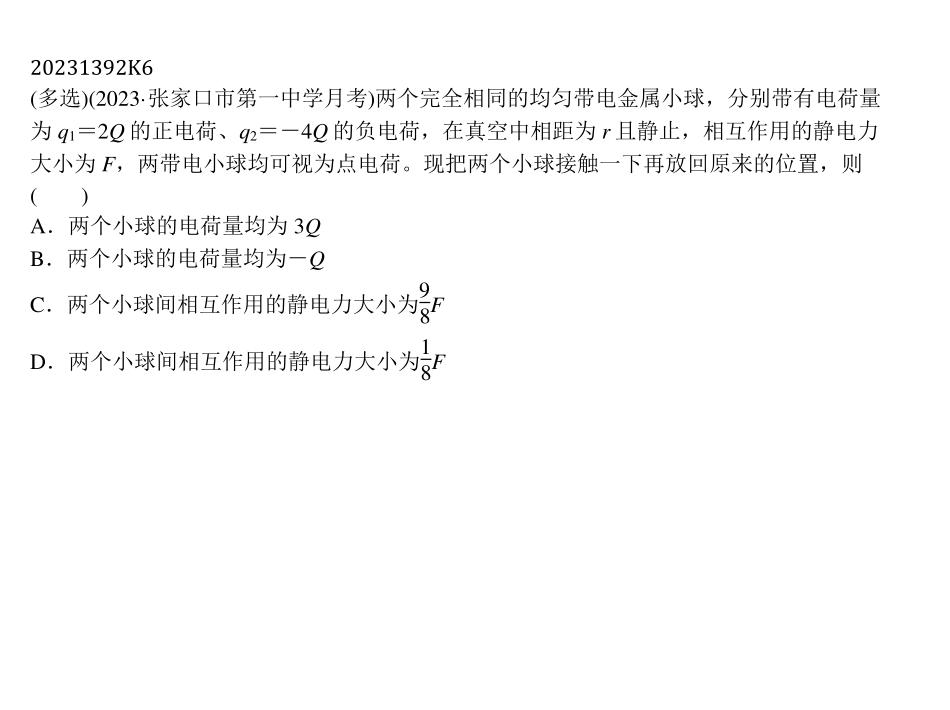 20231392K6
(多选)(2023·张家口市第一中学月考)两个完全相同的均匀带电金属小球，分别带有电荷量
为 q₁＝2Q 的正电荷、q₂＝－4Q 的负电荷，在真空中相距为 r 且静止，相互作用的静电力
大小为 F，两带电小球均可视为点电荷。现把两个小球接触一下再放回原来的位置，则
(　　)
A．两个小球的电荷量均为 3Q
B．两个小球的电荷量均为－Q
C．两个小球间相互作用的静电力大小为9/8F
D．两个小球间相互作用的静电力大小为1/8F